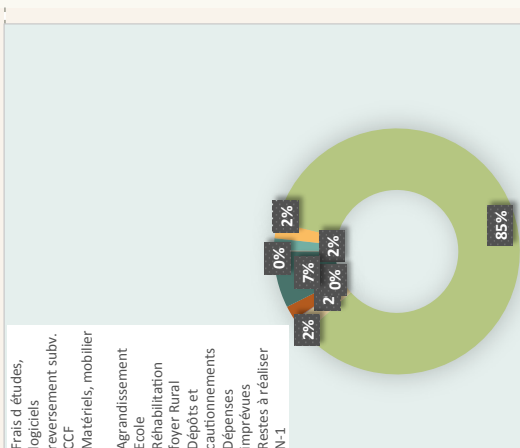 Frais d études,
logiciels
reversement subv.
CCF
Matériels, mobilier
Agrandissement
Ecole
Réhabilitation
foyer Rural
Dépôts et
cautionnements
Dépenses
imprévues
Restes à réaliser
N-1
2%
0%
7%
2%
2
0%
2%
85%